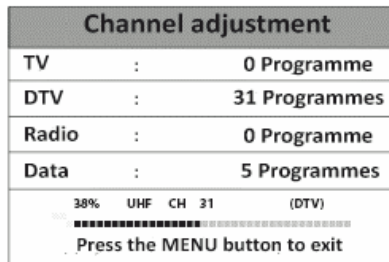 Channel adjustment
TV : 0 Programme
DTV : 31 Programmes
Radio : 0 Programme
Data : 5 Programmes
38% UHF CH 31 (DTV)
Press the MENU button to exit